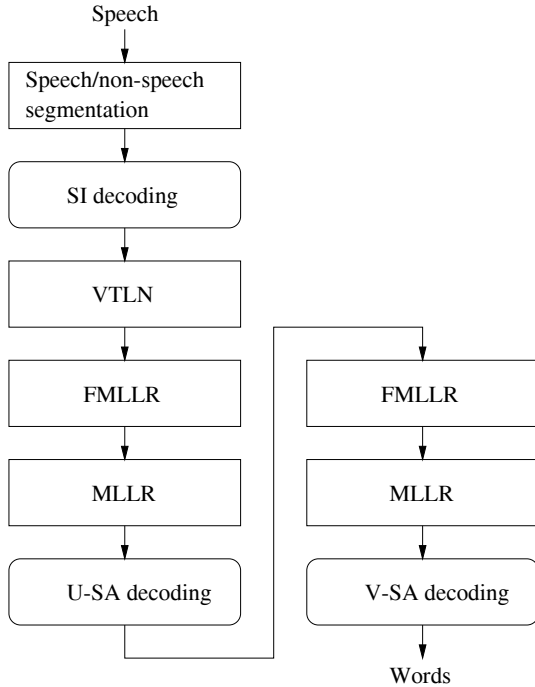 Speech
Speech/non-speech
segmentation
SI decoding
VTLN
FMLLR
MLLR
U-SA decoding
FMLLR
MLLR
V-SA decoding
Words